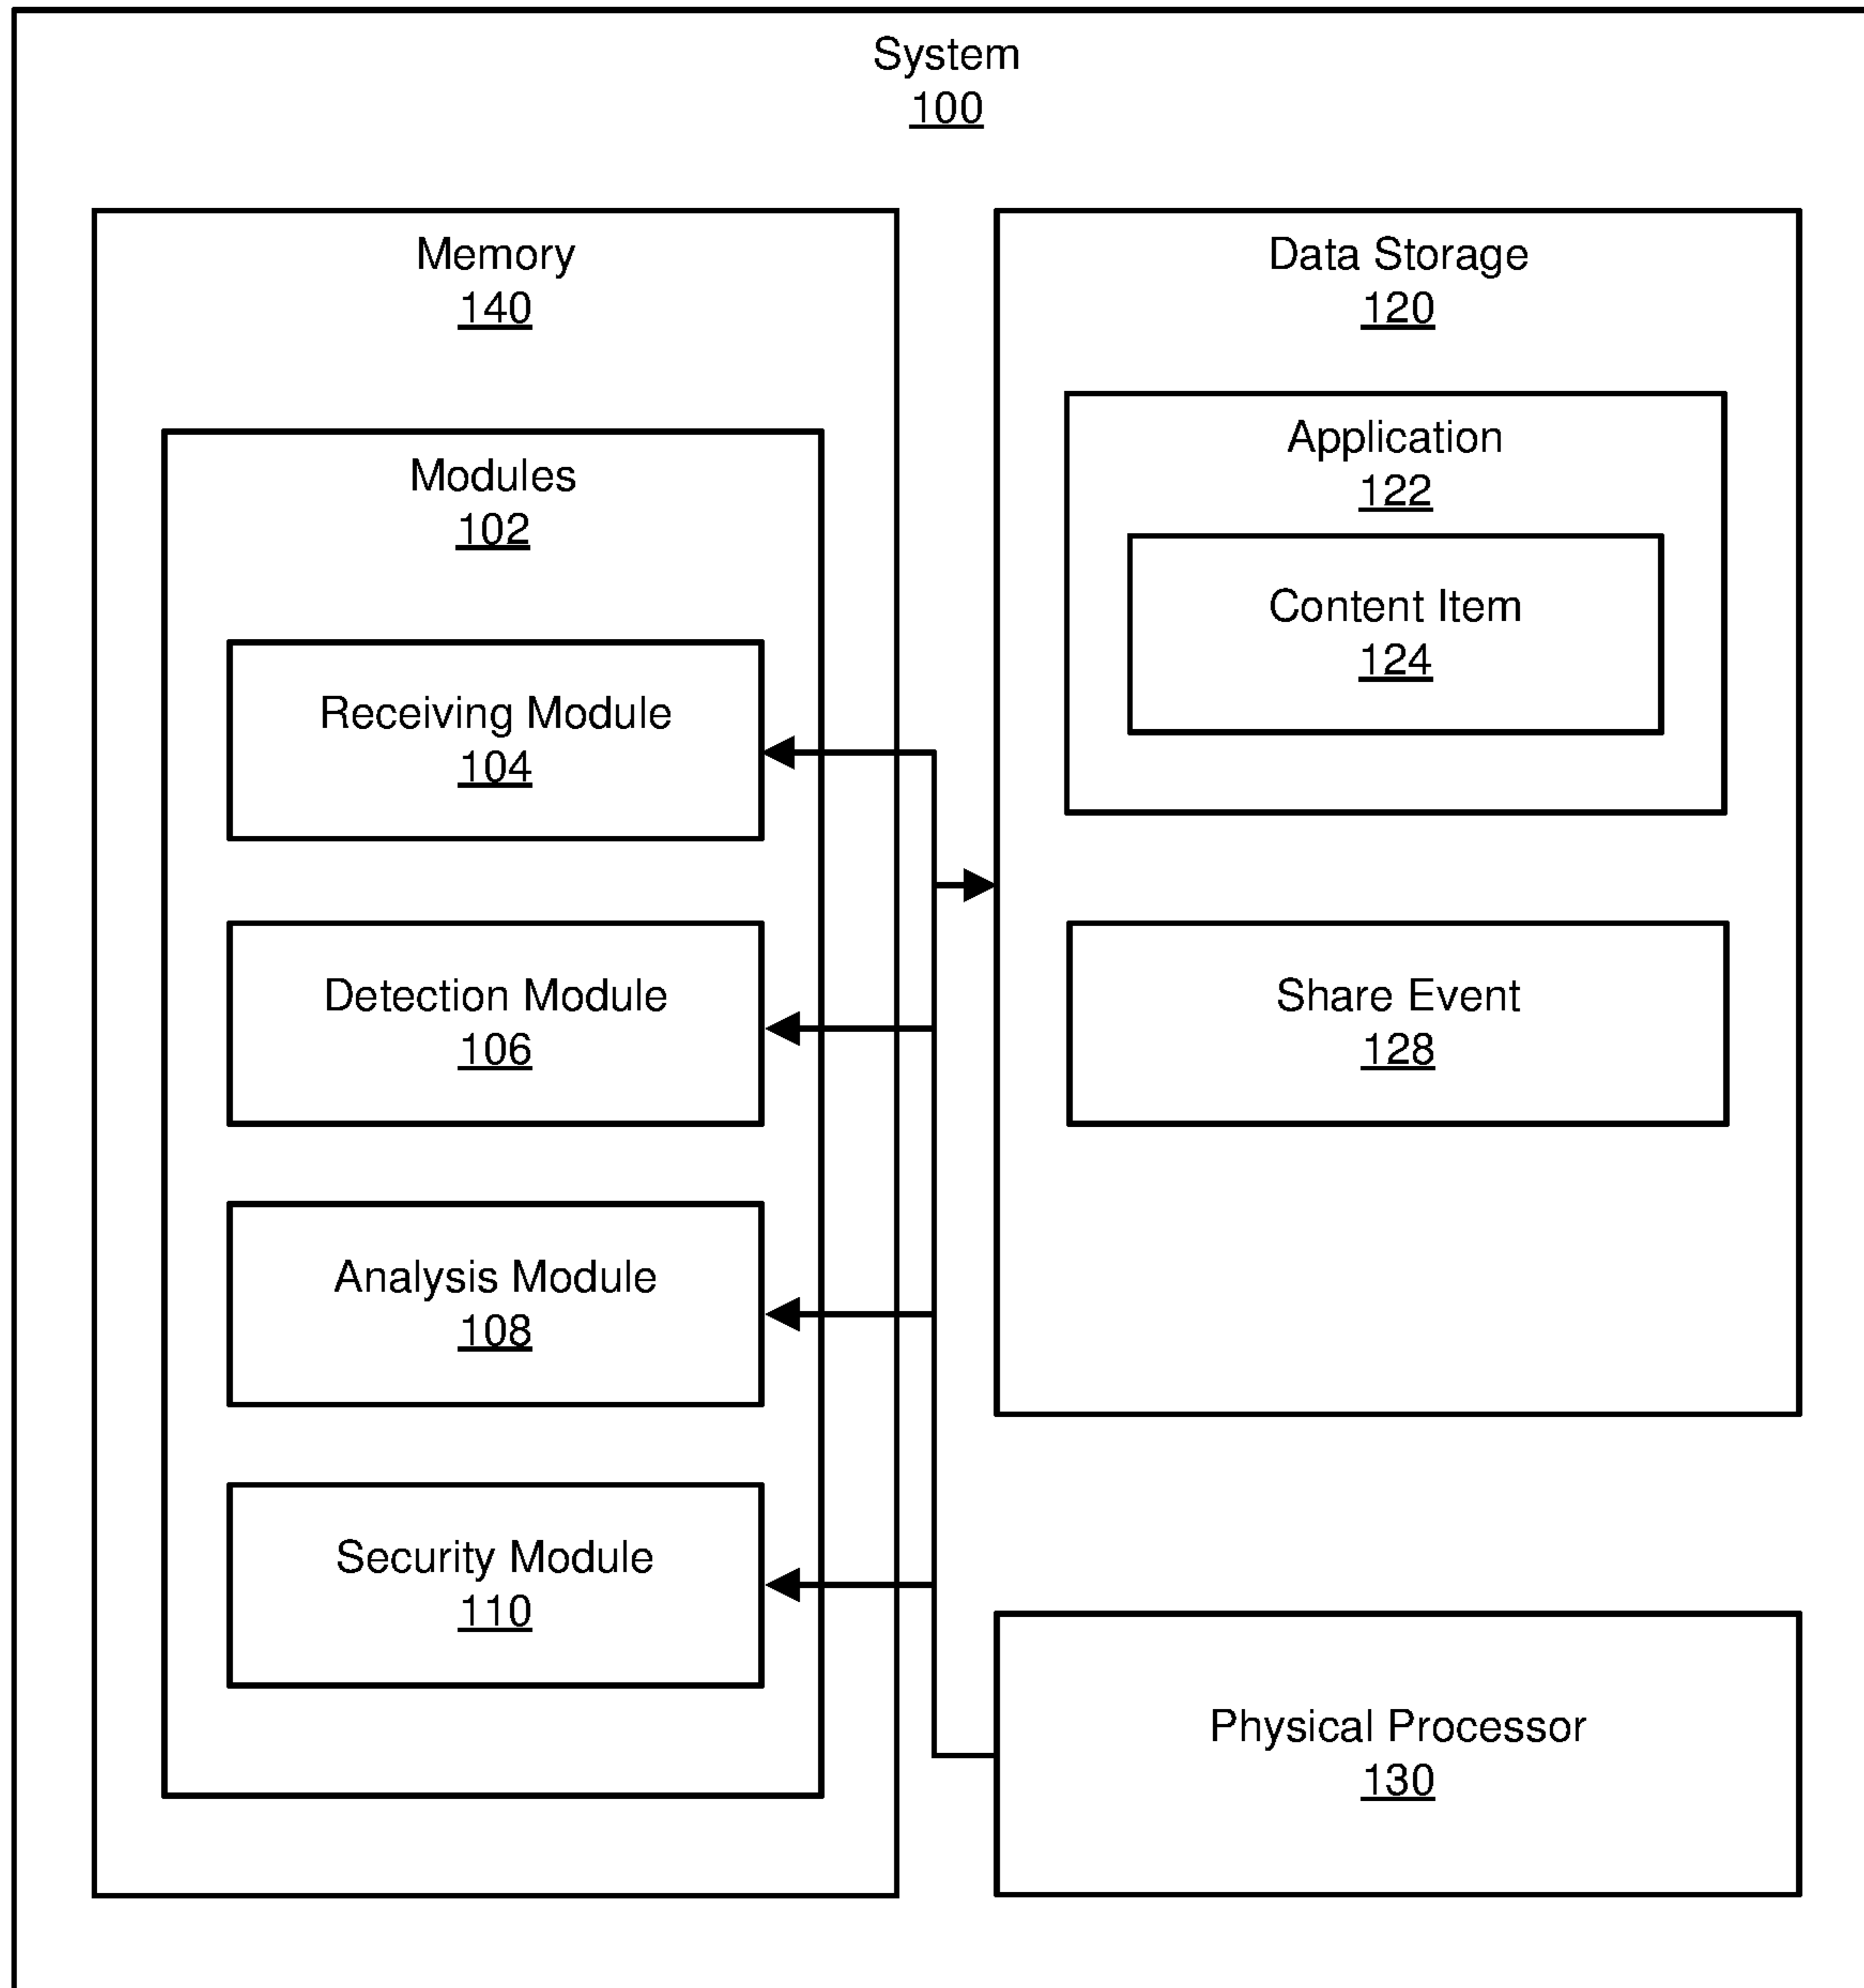 System
100
Memory
140
Modules
102
Receiving Module
104
Detection Module
106
Analysis Module
108
Security Module
110
Data Storage
120
Application
122
Content Item
124
Share Event
128
Physical Processor
130